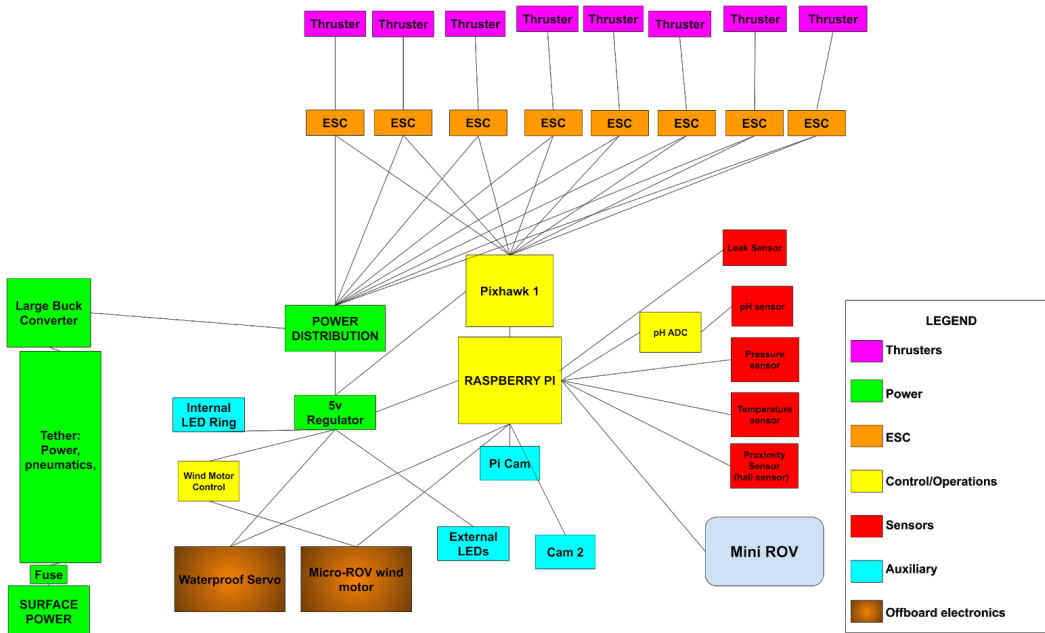 Thruster
Thruster
Thruster
Thruster
Thruster
Thruster
Thruster
Thruster
ESC
ESC
ESC
ESC
ESC
ESC
ESC
ESC
Leak Sensor
Pixhawk 1
Large Buck
Converter
POWER
DISTRIBUTION
pH ADC
pH sensor
Pressure
sensor
RASPBERRY PI
Temperature
sensor
Internal
LED Ring
5v
Regulator
Tether:
Power,
pneumatics,
Wind Motor
Control
Pi Cam
Proximity
Sensor
(hall sensor)
External
LEDs
Cam 2
Mini ROV
Waterproof Servo
Micro-ROV wind
motor
Fuse
SURFACE
POWER
LEGEND
Thrusters
Power
ESC
Control/Operations
Sensors
Auxiliary
Offboard electronics